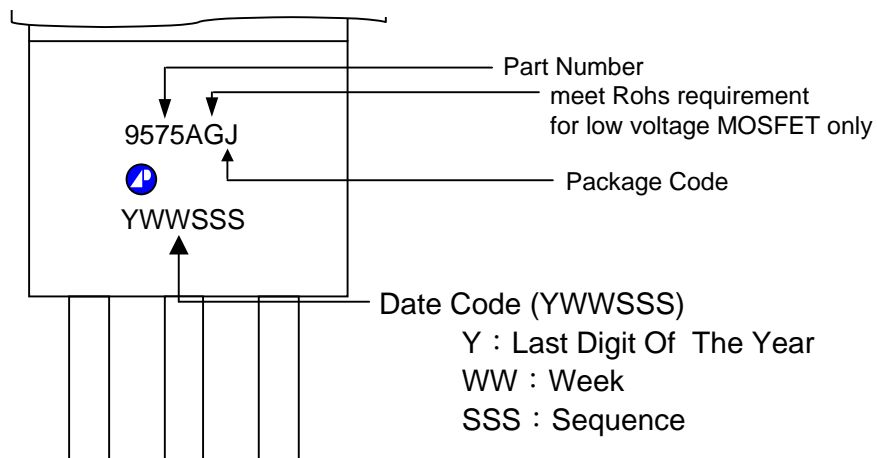 Part Number
meet Rohs requirement
for low voltage MOSFET only
9575AGJ
Package Code
YWWSSS
Date Code (YWWSSS)
Y：Last Digit Of The Year
WW：Week
SSS：Sequence